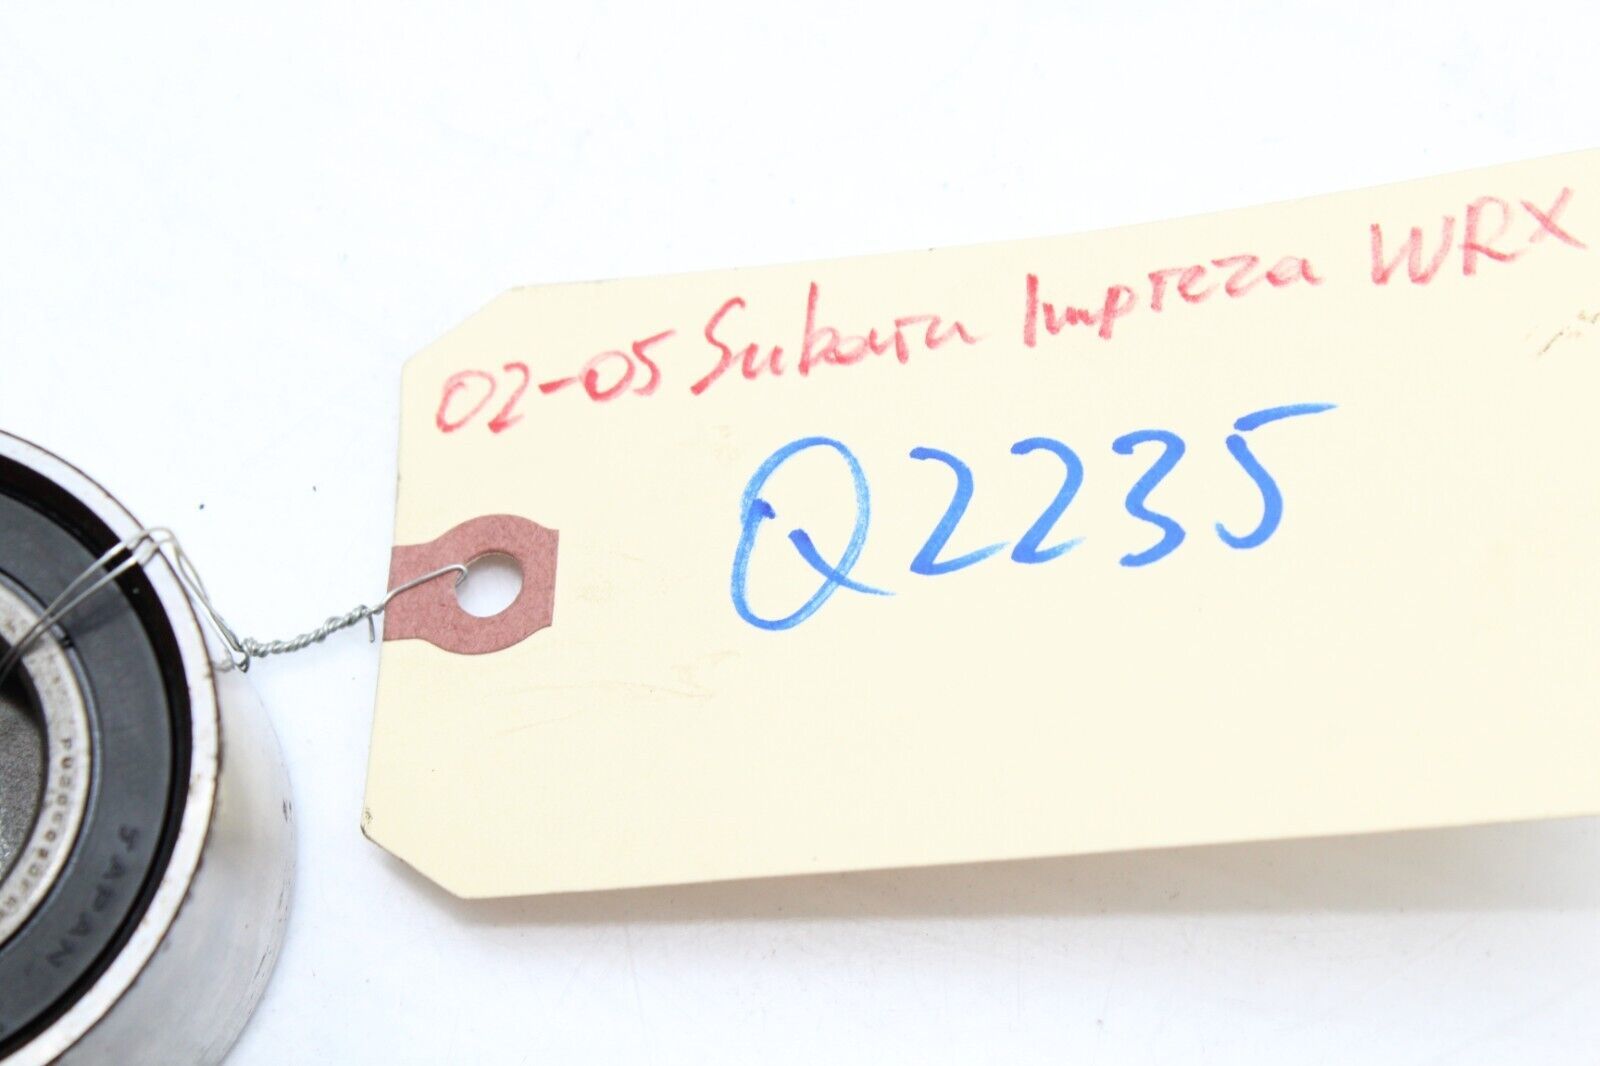 02-05 Subaru Impreza WRX
Q2235
JAPAN